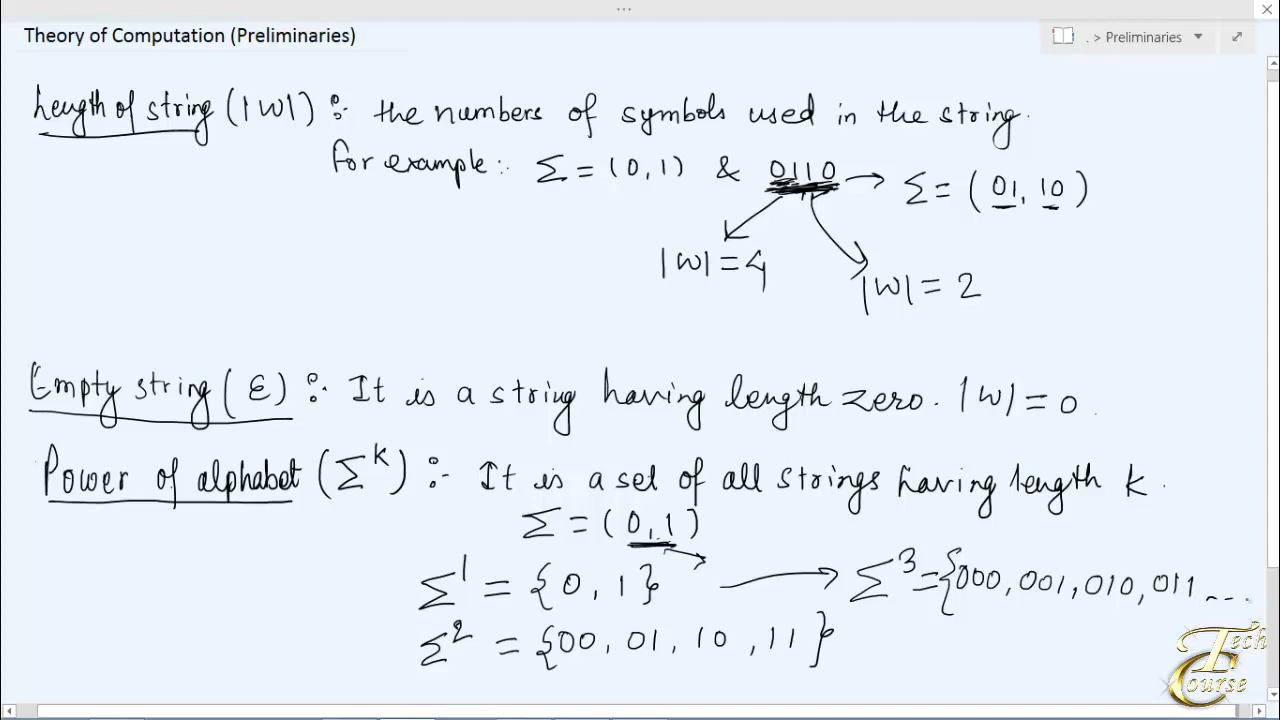 Theory of Computation (Preliminaries)
. > Preliminaries
Length of string (|W|) :- the numbers of symbols used in the string.
for example :- Σ = (0,1) & 0110 → Σ = (01, 10)
|W| = 4
|W| = 2
Empty string (ε) :- It is a string having length zero. |W| = 0.
Power of alphabet (Σ^k) :- It is a set of all strings having length k.
Σ = (0,1)
Σ^1 = {0, 1} → Σ^3 = {000, 001, 010, 011 ...
Σ^2 = {00, 01, 10, 11}
Tech
Course